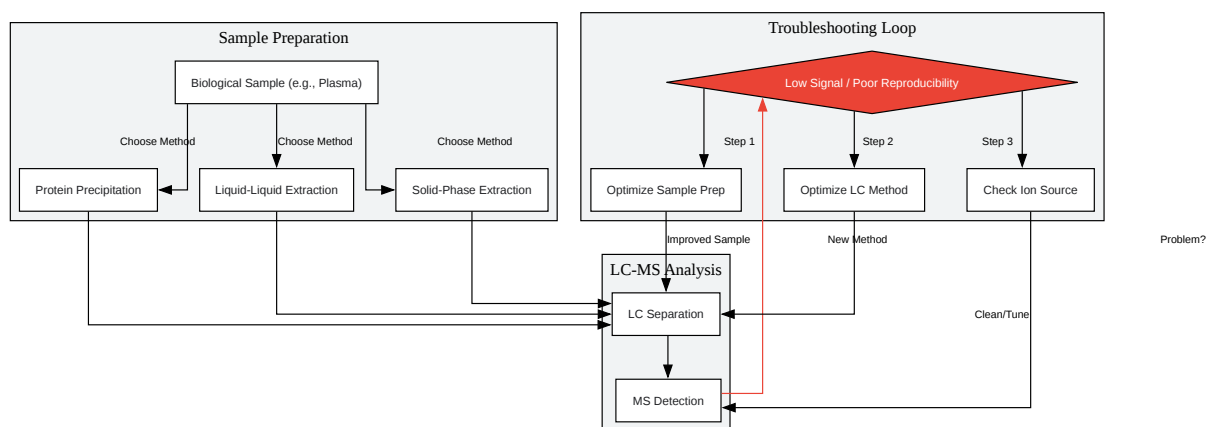 Sample Preparation
Troubleshooting Loop
Biological Sample (e.g., Plasma)
Low Signal / Poor Reproducibility
Choose Method
Choose Method
Choose Method
Step 1
Step 2
Step 3
Protein Precipitation
Liquid-Liquid Extraction
Solid-Phase Extraction
Optimize Sample Prep
Optimize LC Method
Check Ion Source
Improved Sample
New Method
Problem?
LC-MS Analysis
LC Separation
Clean/Tune
MS Detection